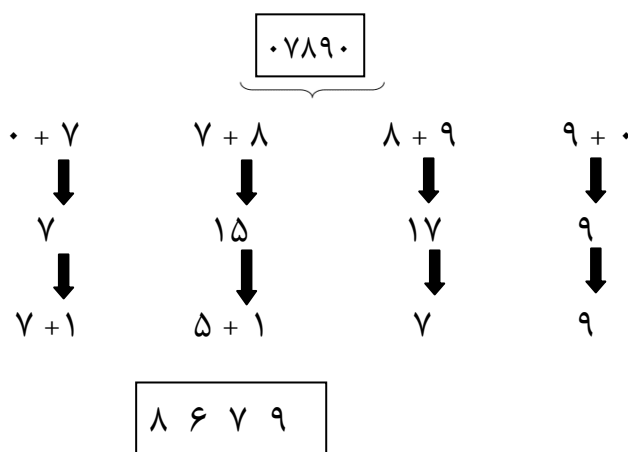 ۰۷۸۹۰
۰ + ۷ ۷ + ۸ ۸ + ۹ ۹ + ۰
۷ ۱۵ ۱۷ ۹
۷ +۱ ۵ + ۱ ۷ ۹
۸ ۶ ۷ ۹